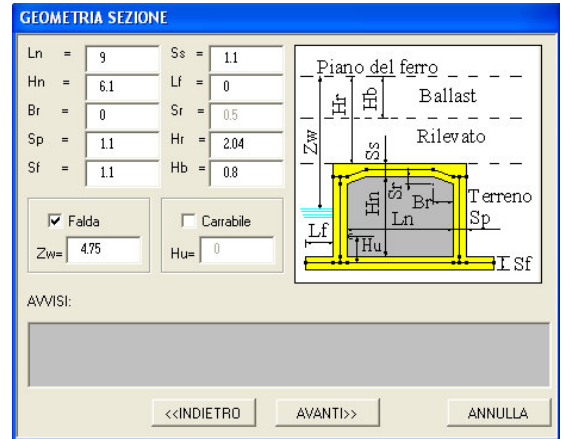 GEOMETRIA SEZIONE
Ln = 9 Ss = 1.1
Hn = 6.1 Lf = 0
Br = 0 Sr = 0.5
Sp = 1.1 Hr = 2.04
Sf = 1.1 Hb = 0.8
Falda
Zw= 4.75
Carrabile
Hu= 0
Piano del ferro
Hr
Hb
Ballast
Zw
Rilevato
Ss
Hn
Sr
Br
Terreno
Ln
Sp
Lf
Hu
Sf
AVVISI:
<<INDIETRO AVANTI>> ANNULLA